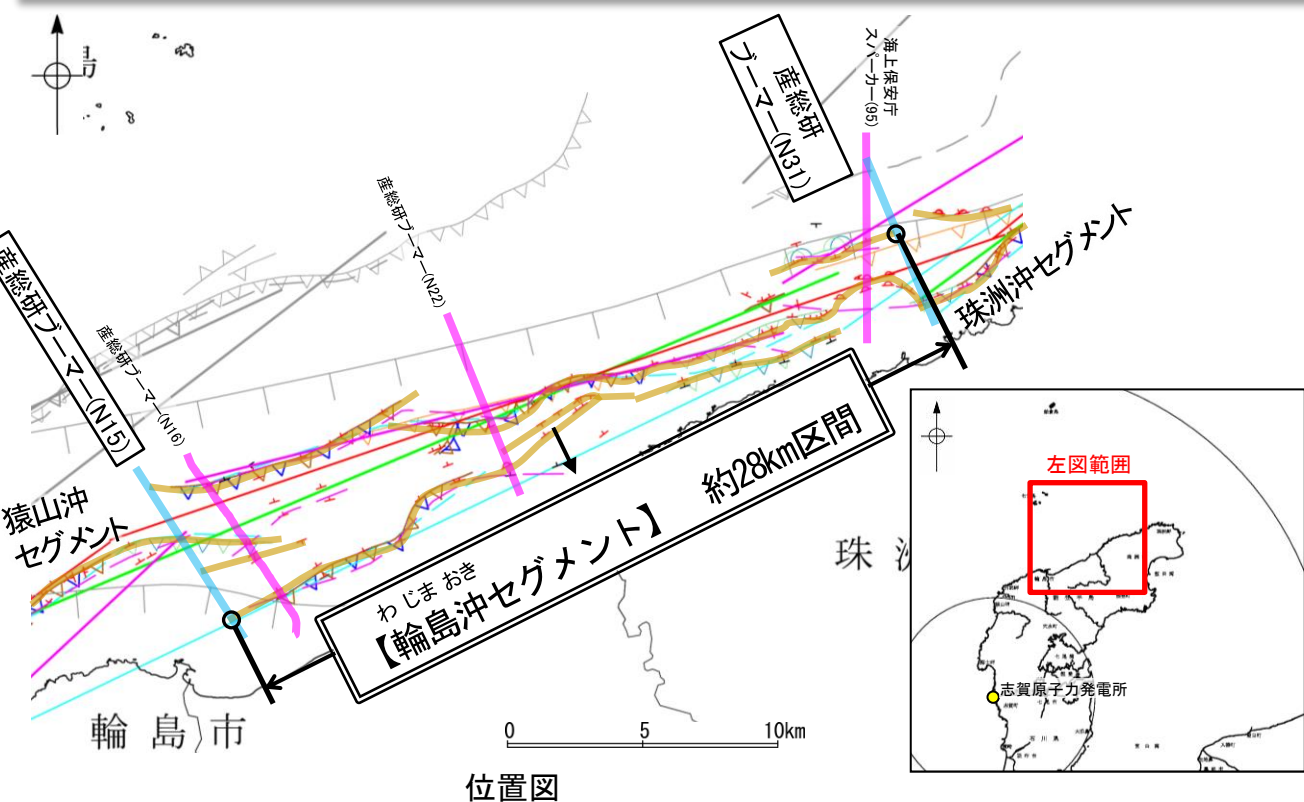 島
産総研
ブーマー(N31)
海上保安庁
スパーカー(95)
産総研ブーマー(N22)
産総研ブーマー(N15)
産総研ブーマー(N16)
猿山沖
セグメント
珠洲沖セグメント
わじま おき
【輪島沖セグメント】 約28km区間
珠
輪島市
0 5 10km
位置図
左図範囲
志賀原子力発電所